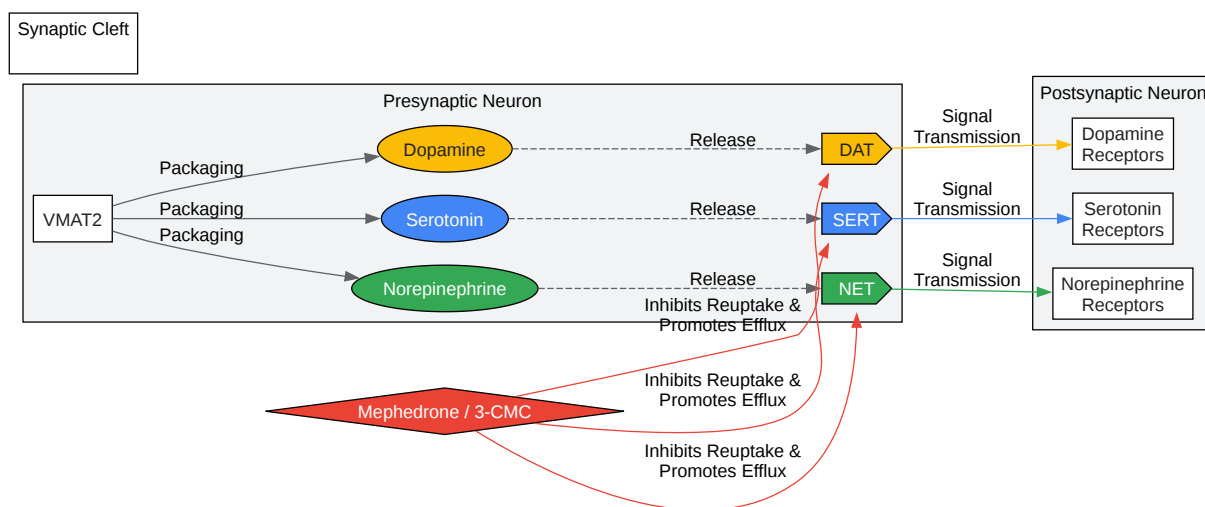 Synaptic Cleft
Presynaptic Neuron
Postsynaptic Neuron
VMAT2
Packaging
Packaging
Packaging
Dopamine
Serotonin
Norepinephrine
Release
Release
Release
DAT
SERT
NET
Signal
Transmission
Signal
Transmission
Signal
Transmission
Dopamine
Receptors
Serotonin
Receptors
Norepinephrine
Receptors
Inhibits Reuptake &
Promotes Efflux
Inhibits Reuptake &
Promotes Efflux
Inhibits Reuptake &
Promotes Efflux
Mephedrone / 3-CMC